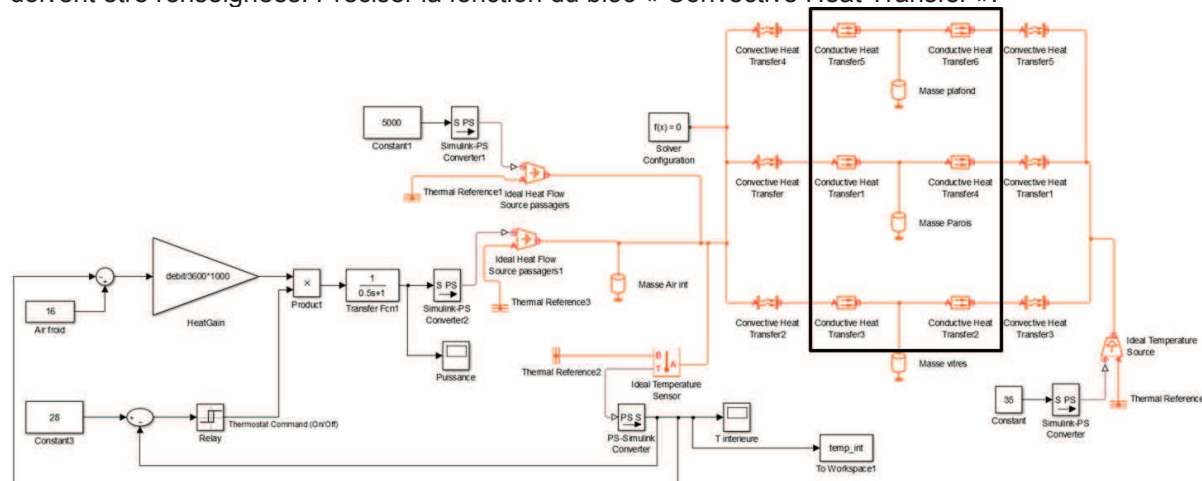 doivent être renseignées. Préciser la fonction du bloc « Convective Heat Transfer ».
Convective Heat
Transfer4
Conductive Heat
Transfer5
Conductive Heat
Transfer6
Convective Heat
Transfer5
Masse plafond
5000
Constant1
S PS
Simulink-PS
Converter1
f(x) = 0
Solver
Configuration
Thermal Reference1
Ideal Heat Flow
Source passagers
Convective Heat
Transfer
Conductive Heat
Transfer1
Conductive Heat
Transfer4
Convective Heat
Transfer1
Masse Parois
Ideal Heat Flow
Source passagers1
Masse Air int
debit/3600*1000
HeatGain
16
Air froid
×
Product
1
0.5s+1
Transfer Fcn1
S PS
Simulink-PS
Converter2
Thermal Reference3
Puissance
Convective Heat
Transfer2
Conductive Heat
Transfer3
Conductive Heat
Transfer2
Convective Heat
Transfer3
Masse vitres
Ideal Temperature
Source
Thermal Reference2
B
T
A
Ideal Temperature
Sensor
28
Constant3
Relay
Thermostat Command (On/Off)
PS S
PS-Simulink
Converter
T interieure
temp_int
To Workspace1
35
Constant
S PS
Simulink-PS
Converter
Thermal Reference